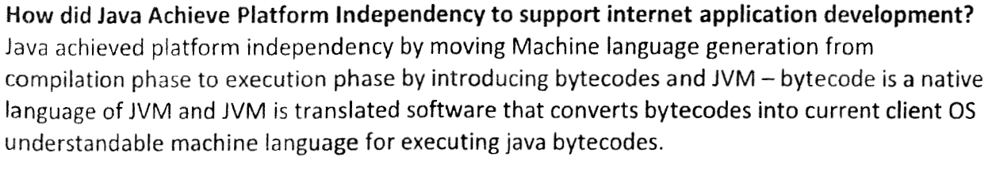 How did Java Achieve Platform Independency to support internet application development?
Java achieved platform independency by moving Machine language generation from
compilation phase to execution phase by introducing bytecodes and JVM – bytecode is a native
language of JVM and JVM is translated software that converts bytecodes into current client OS
understandable machine language for executing java bytecodes.